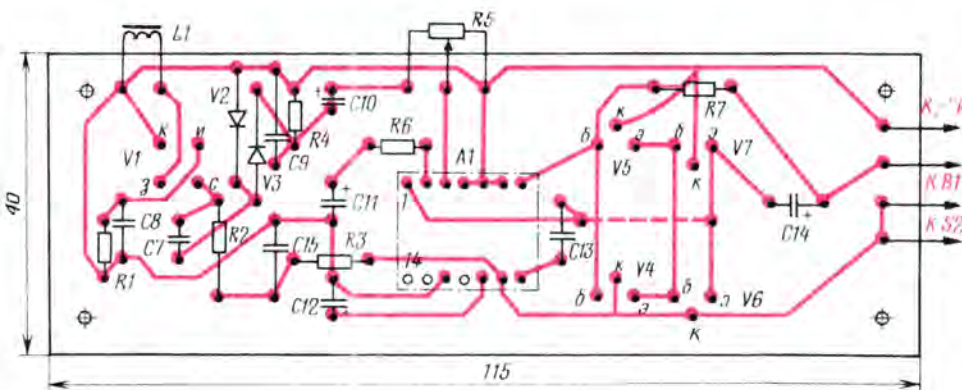 L1
R5
40
V2
C10
R4
R6
R7
К
V1
к
и
C9
A1
б
к
э
б
э
V5
V7
К В1
з
с
V3
1
к
К S2
C8
C7
R2
C11
C14
R1
C15
R3
14
C13
C12
к
V4
б
э
б
э
V6
к
115